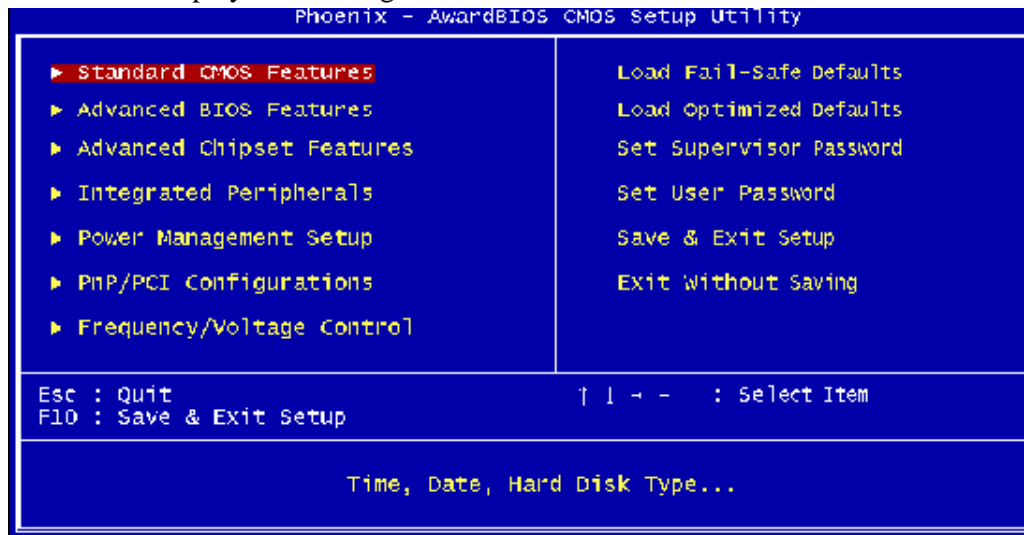 Phoenix - AwardBIOS CMOS Setup Utility
▶ Standard CMOS Features
▶ Advanced BIOS Features
▶ Advanced Chipset Features
▶ Integrated Peripherals
▶ Power Management Setup
▶ PnP/PCI Configurations
▶ Frequency/Voltage Control
Load Fail-Safe Defaults
Load Optimized Defaults
Set Supervisor Password
Set User Password
Save & Exit Setup
Exit Without Saving
Esc : Quit
F10 : Save & Exit Setup
↑ ↓ → ← : Select Item
Time, Date, Hard Disk Type...